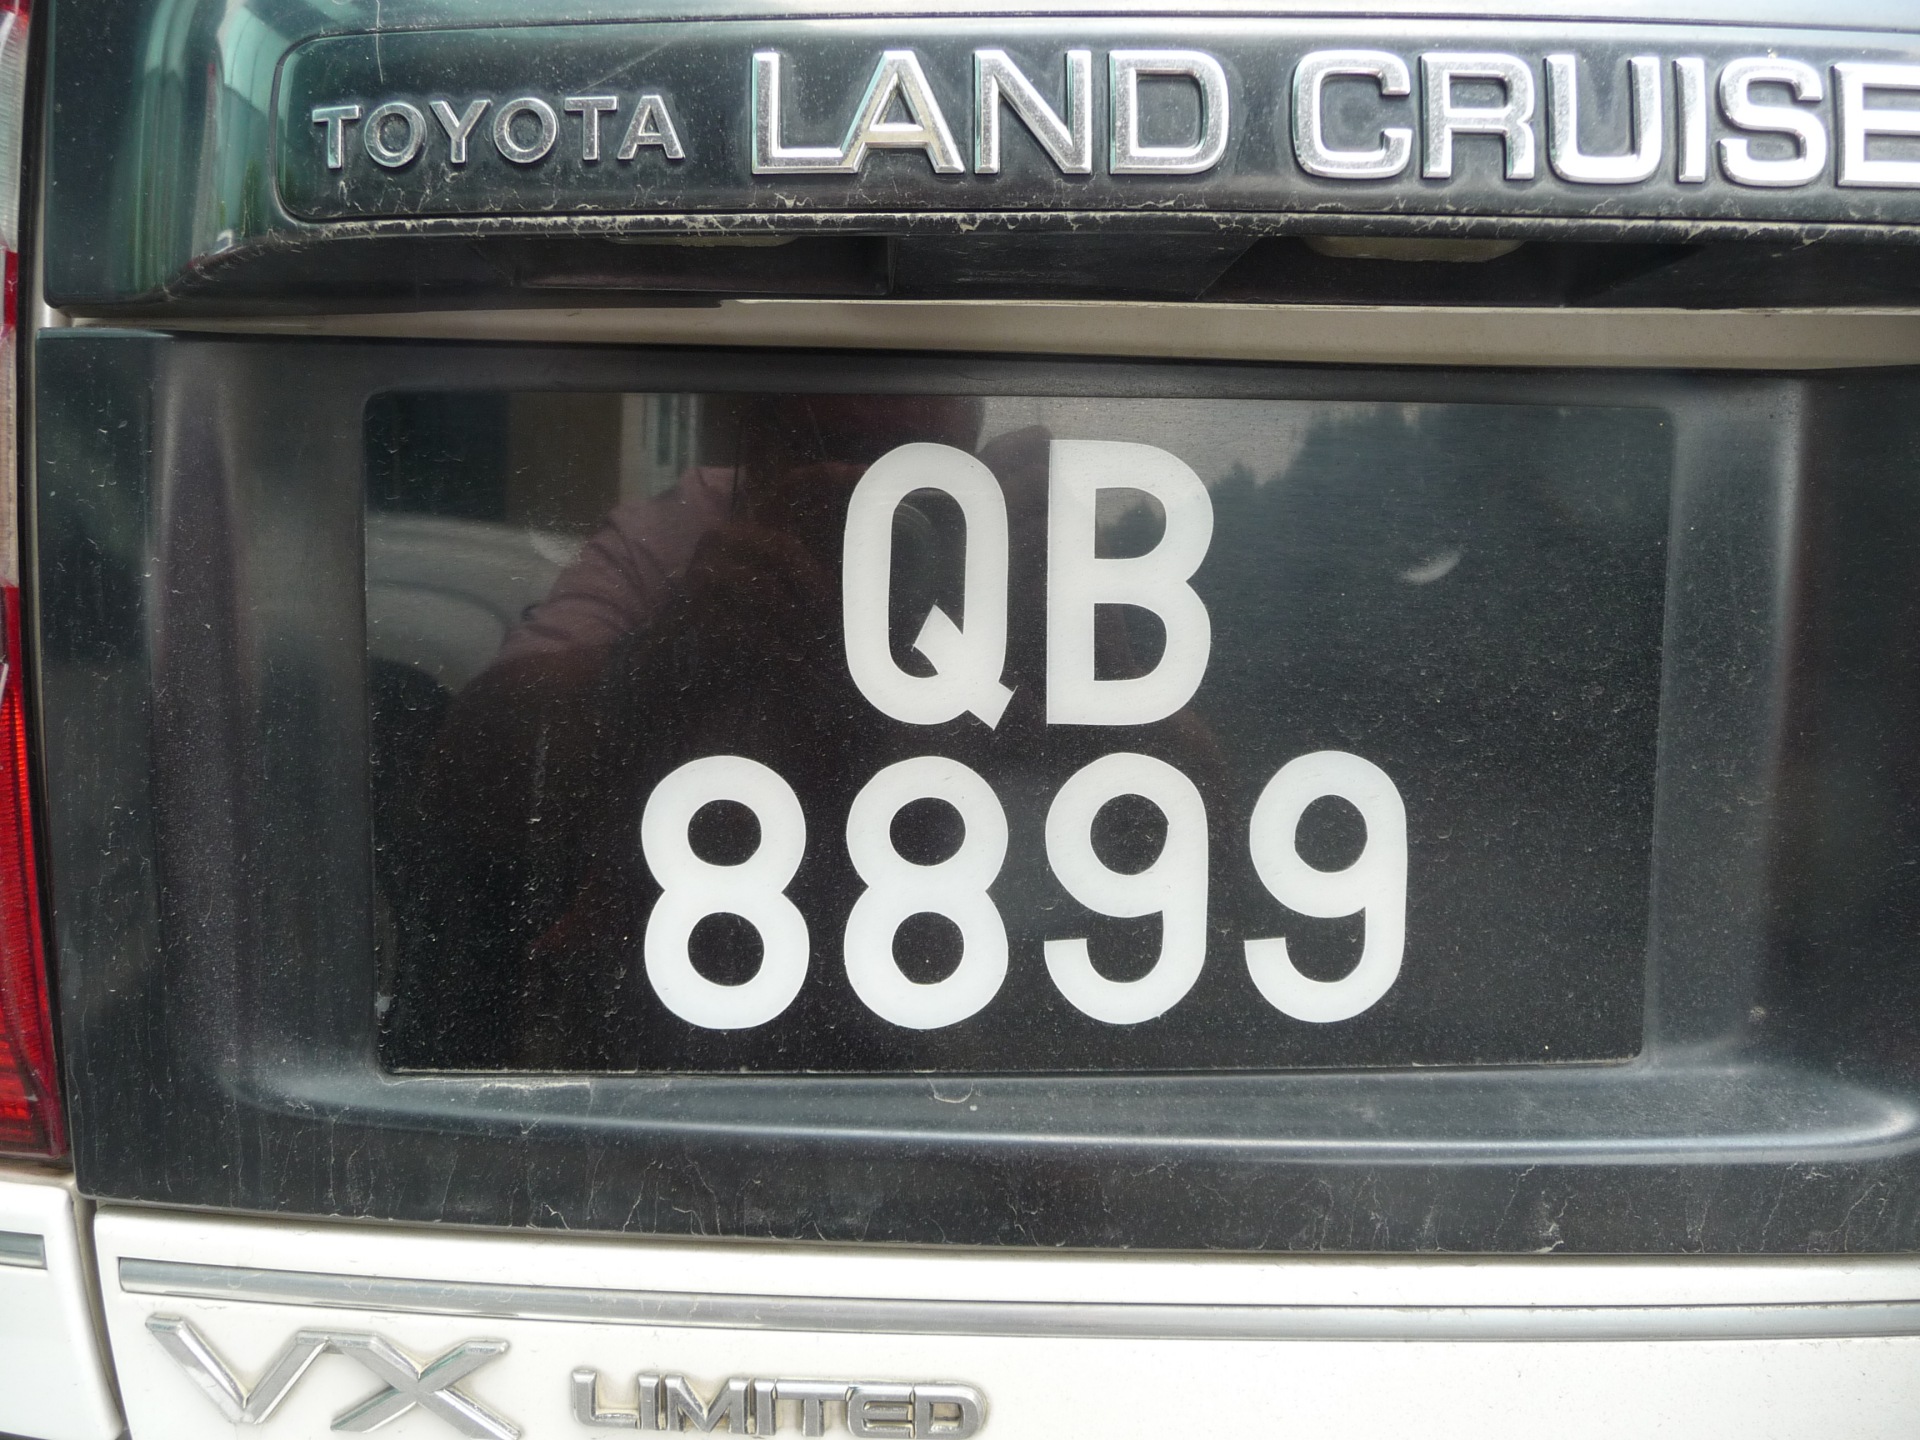 TOYOTA LAND CRUISE
QB
8899
VX LIMITED